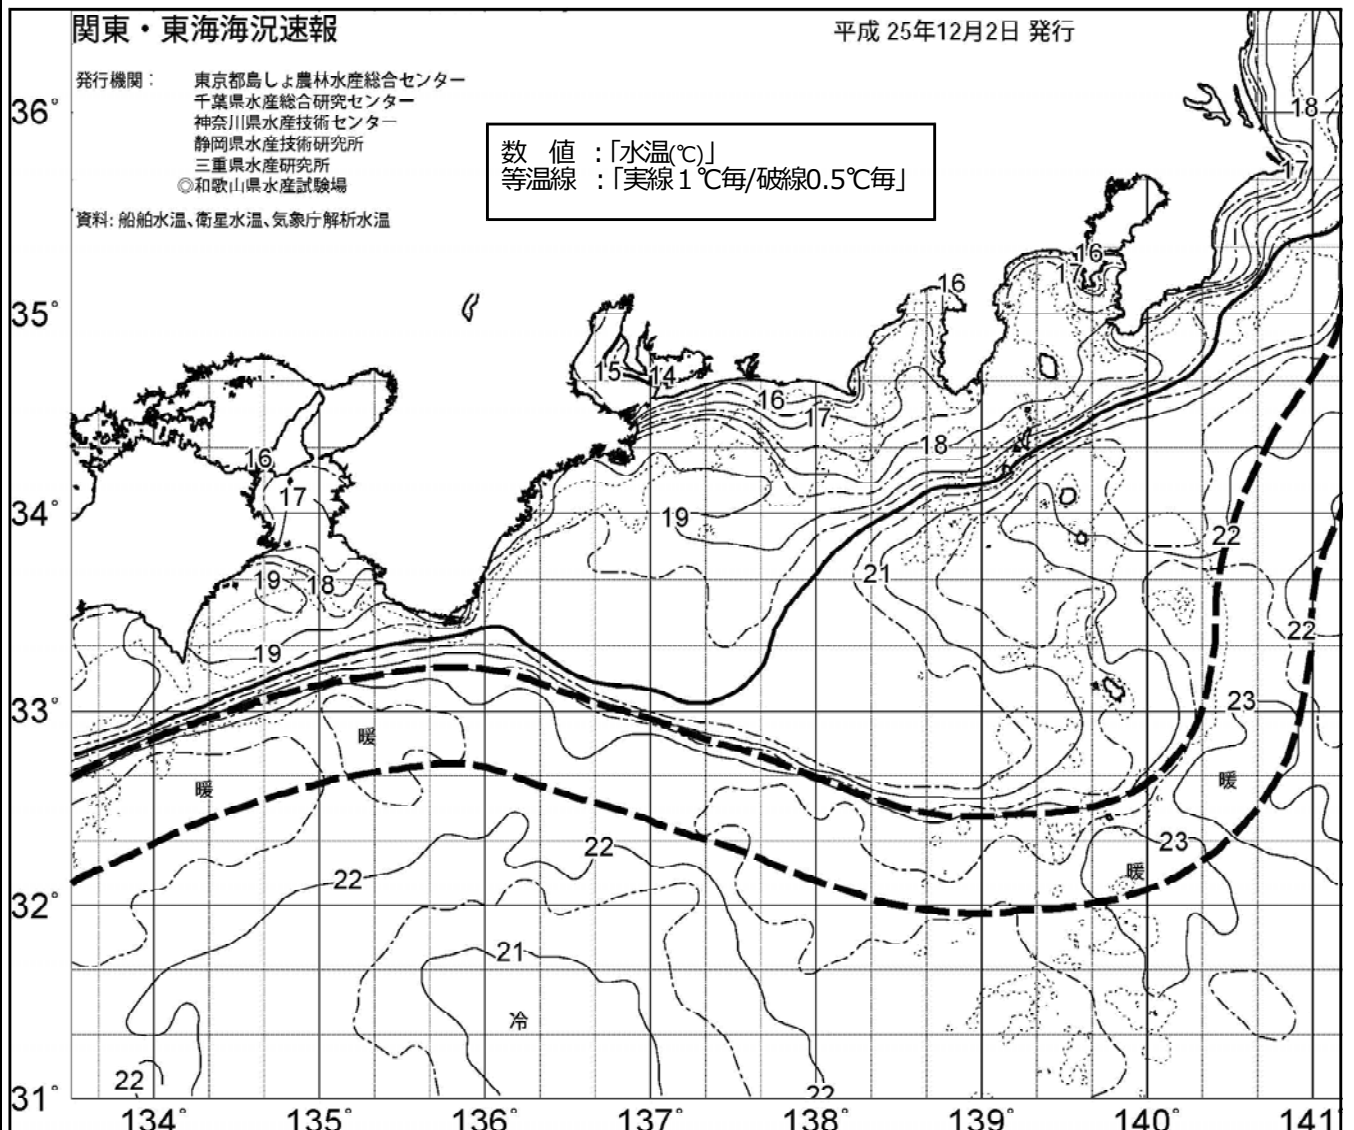 関東・東海海況速報
平成 25年12月2日 発行
発行機関： 東京都島しょ農林水産総合センター
千葉県水産総合研究センター
神奈川県水産技術センター
静岡県水産技術研究所
三重県水産研究所
◎和歌山県水産試験場
資料: 船舶水温、衛星水温、気象庁解析水温
数 値 :「水温(℃)」
等温線 :「実線１℃毎/破線0.5℃毎」
36°
18
17
16
17
16
35°
15
14
16
17
18
16
17
34°
19
22
21
19
18
22
19
33°
23
暖
暖
暖
23
22
暖
22
32°
21
冷
22
22
31°
134° 135° 136° 137° 138° 139° 140° 141°